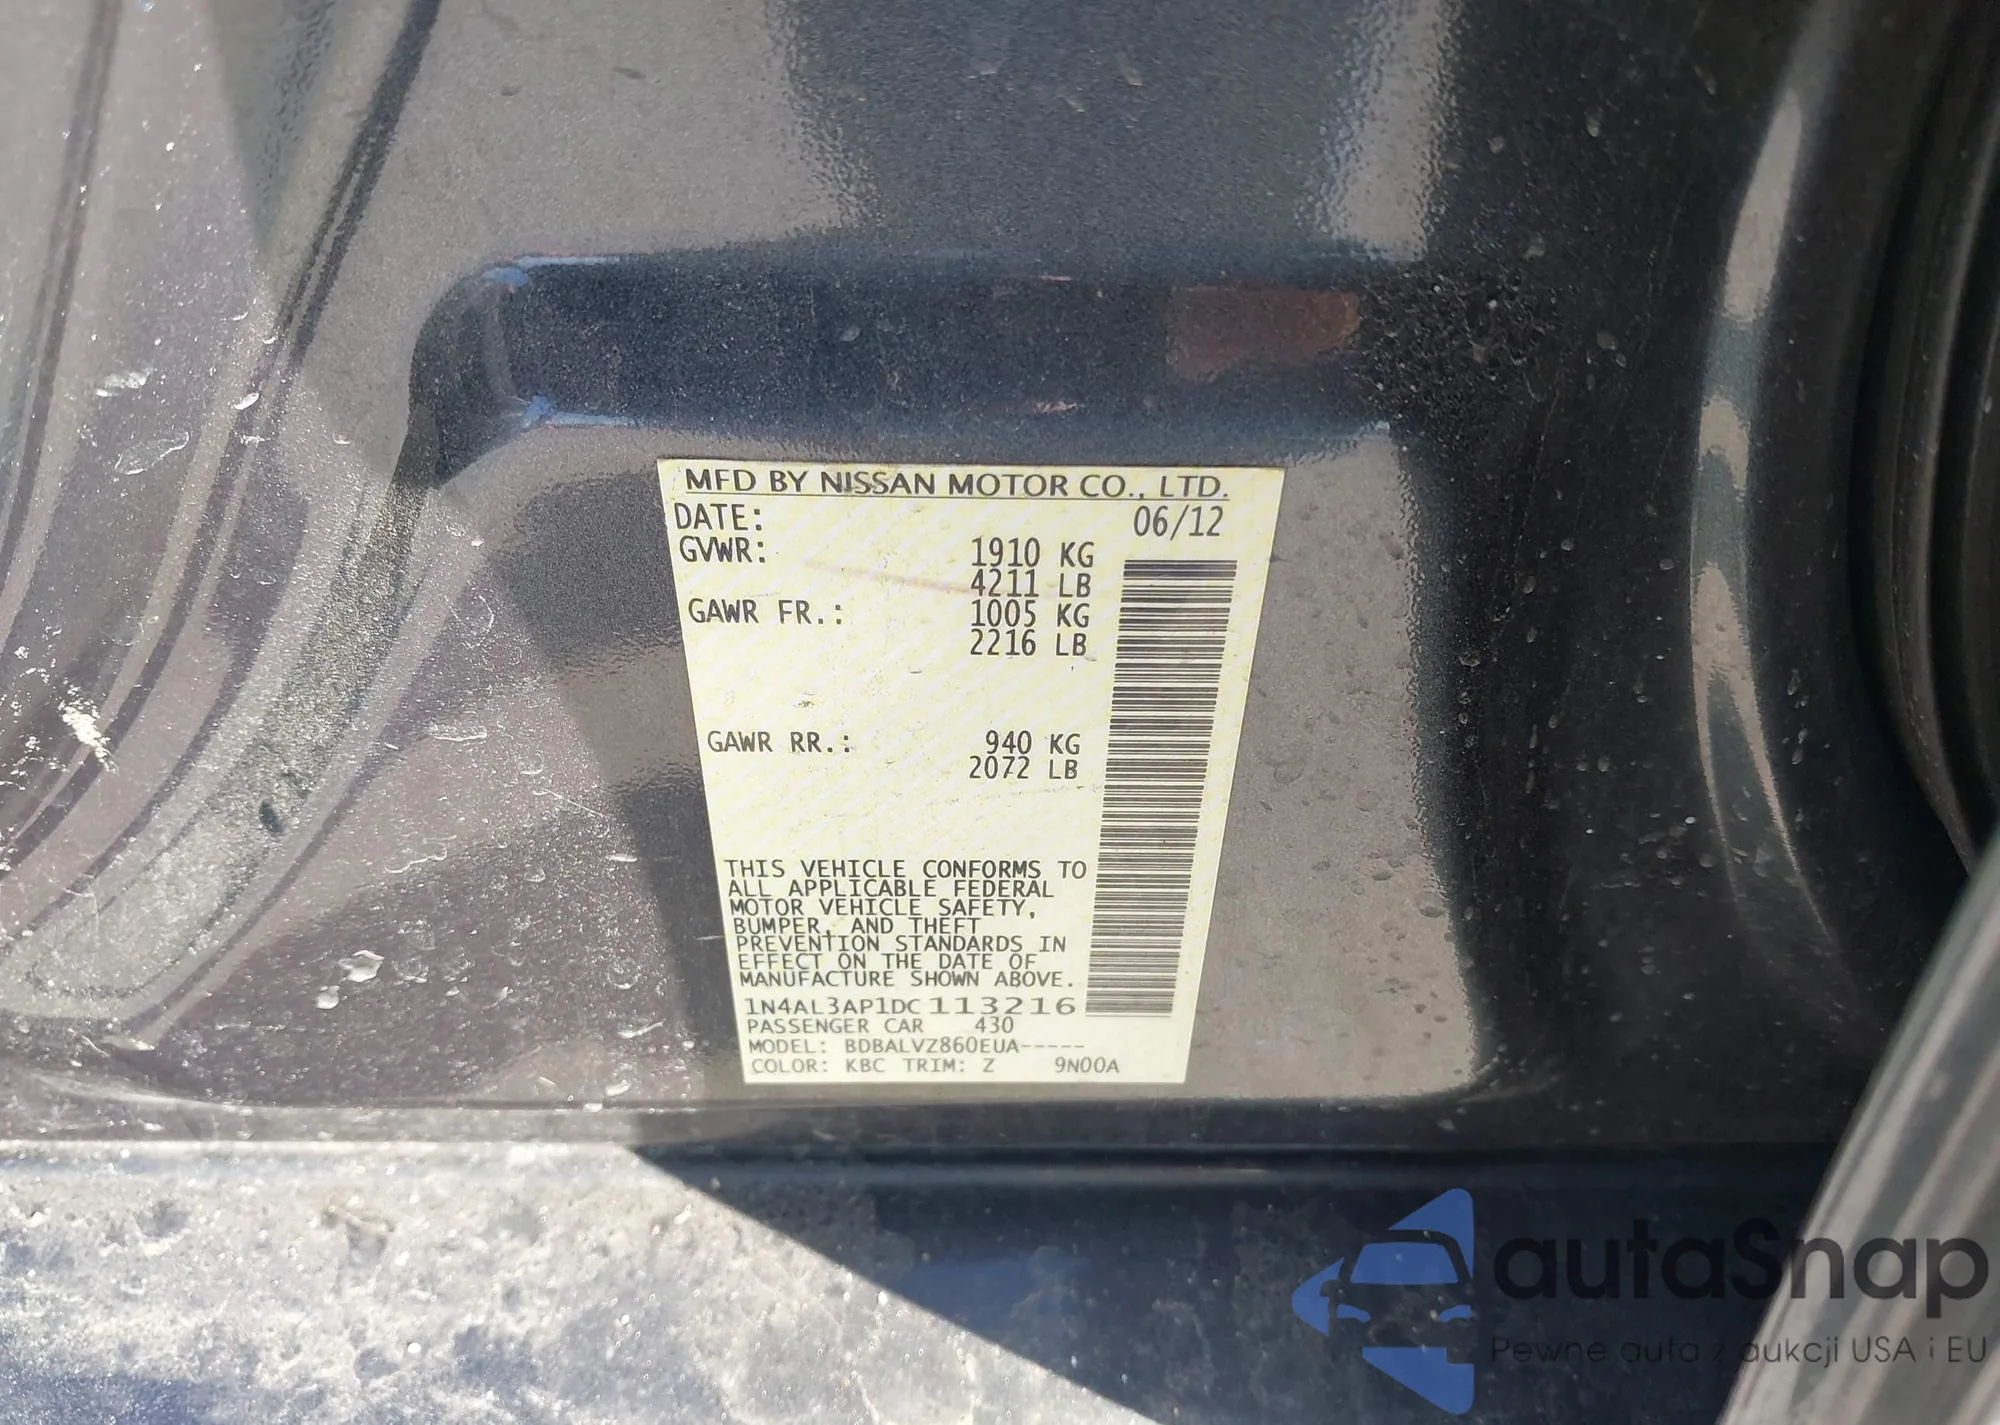 MFD BY NISSAN MOTOR CO., LTD.
DATE: 06/12
GVWR: 1910 KG
4211 LB
GAWR FR.: 1005 KG
2216 LB
GAWR RR.: 940 KG
2072 LB
THIS VEHICLE CONFORMS TO
ALL APPLICABLE FEDERAL
MOTOR VEHICLE SAFETY,
BUMPER, AND THEFT
PREVENTION STANDARDS IN
EFFECT ON THE DATE OF
MANUFACTURE SHOWN ABOVE.
1N4AL3AP1DC113216
PASSENGER CAR 430
MODEL: BDBALVZ860EUA-----
COLOR: KBC TRIM: Z 9N00A
autaSnap
Pewne auta z aukcji USA i EU